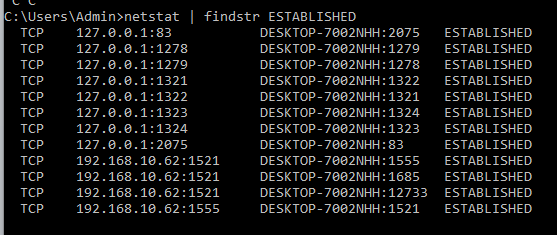 C:\Users\Admin>netstat | findstr ESTABLISHED
TCP 127.0.0.1:83 DESKTOP-7002NHH:2075 ESTABLISHED
TCP 127.0.0.1:1278 DESKTOP-7002NHH:1279 ESTABLISHED
TCP 127.0.0.1:1279 DESKTOP-7002NHH:1278 ESTABLISHED
TCP 127.0.0.1:1321 DESKTOP-7002NHH:1322 ESTABLISHED
TCP 127.0.0.1:1322 DESKTOP-7002NHH:1321 ESTABLISHED
TCP 127.0.0.1:1323 DESKTOP-7002NHH:1324 ESTABLISHED
TCP 127.0.0.1:1324 DESKTOP-7002NHH:1323 ESTABLISHED
TCP 127.0.0.1:2075 DESKTOP-7002NHH:83 ESTABLISHED
TCP 192.168.10.62:1521 DESKTOP-7002NHH:1555 ESTABLISHED
TCP 192.168.10.62:1521 DESKTOP-7002NHH:1685 ESTABLISHED
TCP 192.168.10.62:1521 DESKTOP-7002NHH:12733 ESTABLISHED
TCP 192.168.10.62:1555 DESKTOP-7002NHH:1521 ESTABLISHED